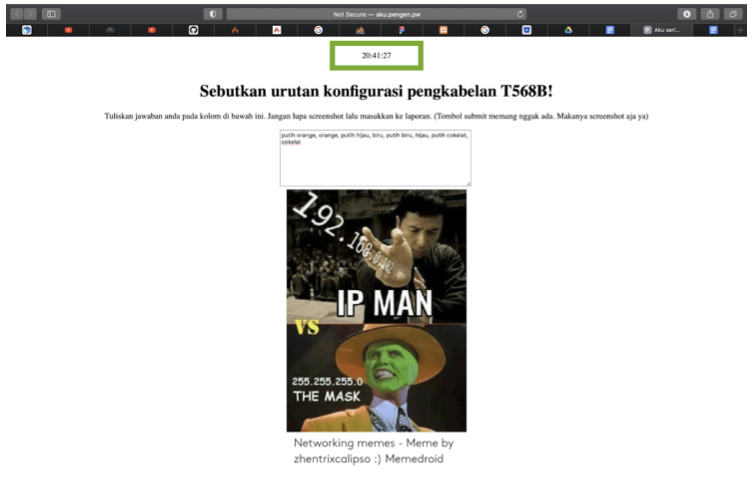 Not Secure — aku.pengen.pw
Aku seri...
20:41:27
Sebutkan urutan konfigurasi pengkabelan T568B!
Tuliskan jawaban anda pada kolom di bawah ini. Jangan lupa screenshot lalu masukkan ke laporan. (Tombol submit memang nggak ada. Makanya screenshot aja ya)
putih orange, orange, putih hijau, biru, putih biru, hijau, putih cokelat,
cokelat
192.168.0.102
IP MAN
VS
255.255.255.0
THE MASK
Networking memes - Meme by
zhentrixcalipso :) Memedroid